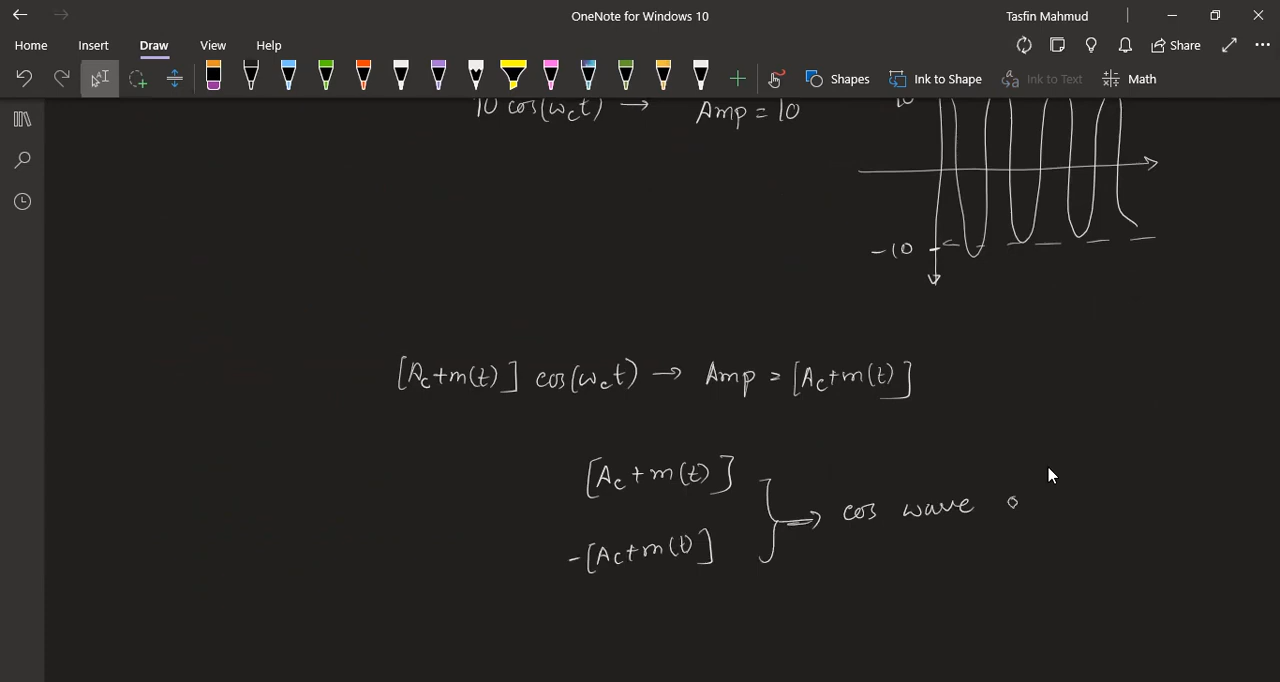 OneNote for Windows 10
Tasfin Mahmud
Home Insert Draw View Help
Share
Shapes Ink to Shape Ink to Text Math
10 cos(ωct) → Amp = 10
10
-10
[Ac+m(t)] cos(ωct) → Amp = [Ac+m(t)]
[Ac+m(t)]
-[Ac+m(t)]
⇒ cos wave o